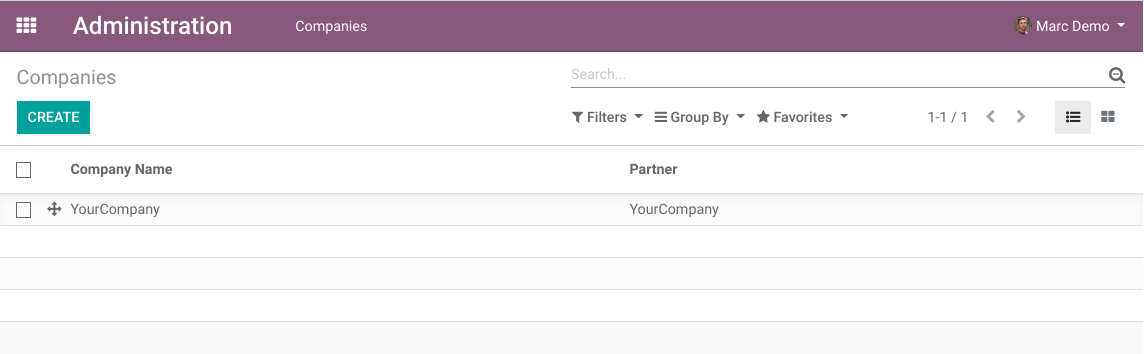 Administration Companies Marc Demo
Companies Search...
CREATE Filters Group By Favorites 1-1 / 1
Company Name Partner
YourCompany YourCompany